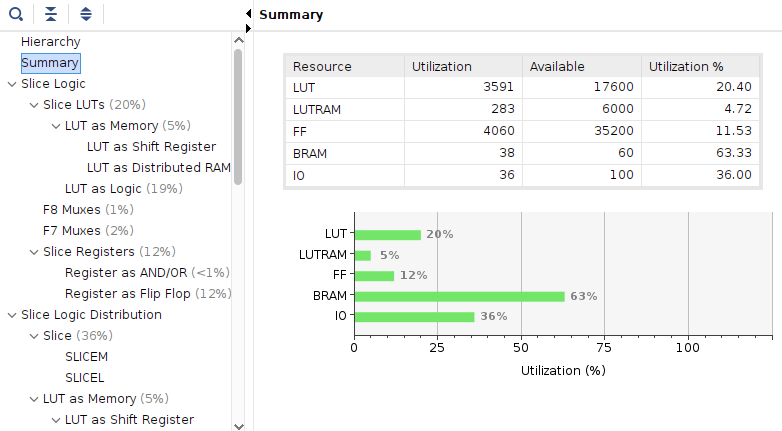 Hierarchy
Summary
Slice Logic
Slice LUTs (20%)
LUT as Memory (5%)
LUT as Shift Register
LUT as Distributed RAM
LUT as Logic (19%)
F8 Muxes (1%)
F7 Muxes (2%)
Slice Registers (12%)
Register as AND/OR (<1%)
Register as Flip Flop (12%)
Slice Logic Distribution
Slice (36%)
SLICEM
SLICEL
LUT as Memory (5%)
LUT as Shift Register
Summary
Resource Utilization Available Utilization %
LUT 3591 17600 20.40
LUTRAM 283 6000 4.72
FF 4060 35200 11.53
BRAM 38 60 63.33
IO 36 100 36.00
LUT 20%
LUTRAM 5%
FF 12%
BRAM 63%
IO 36%
0 25 50 75 100
Utilization (%)